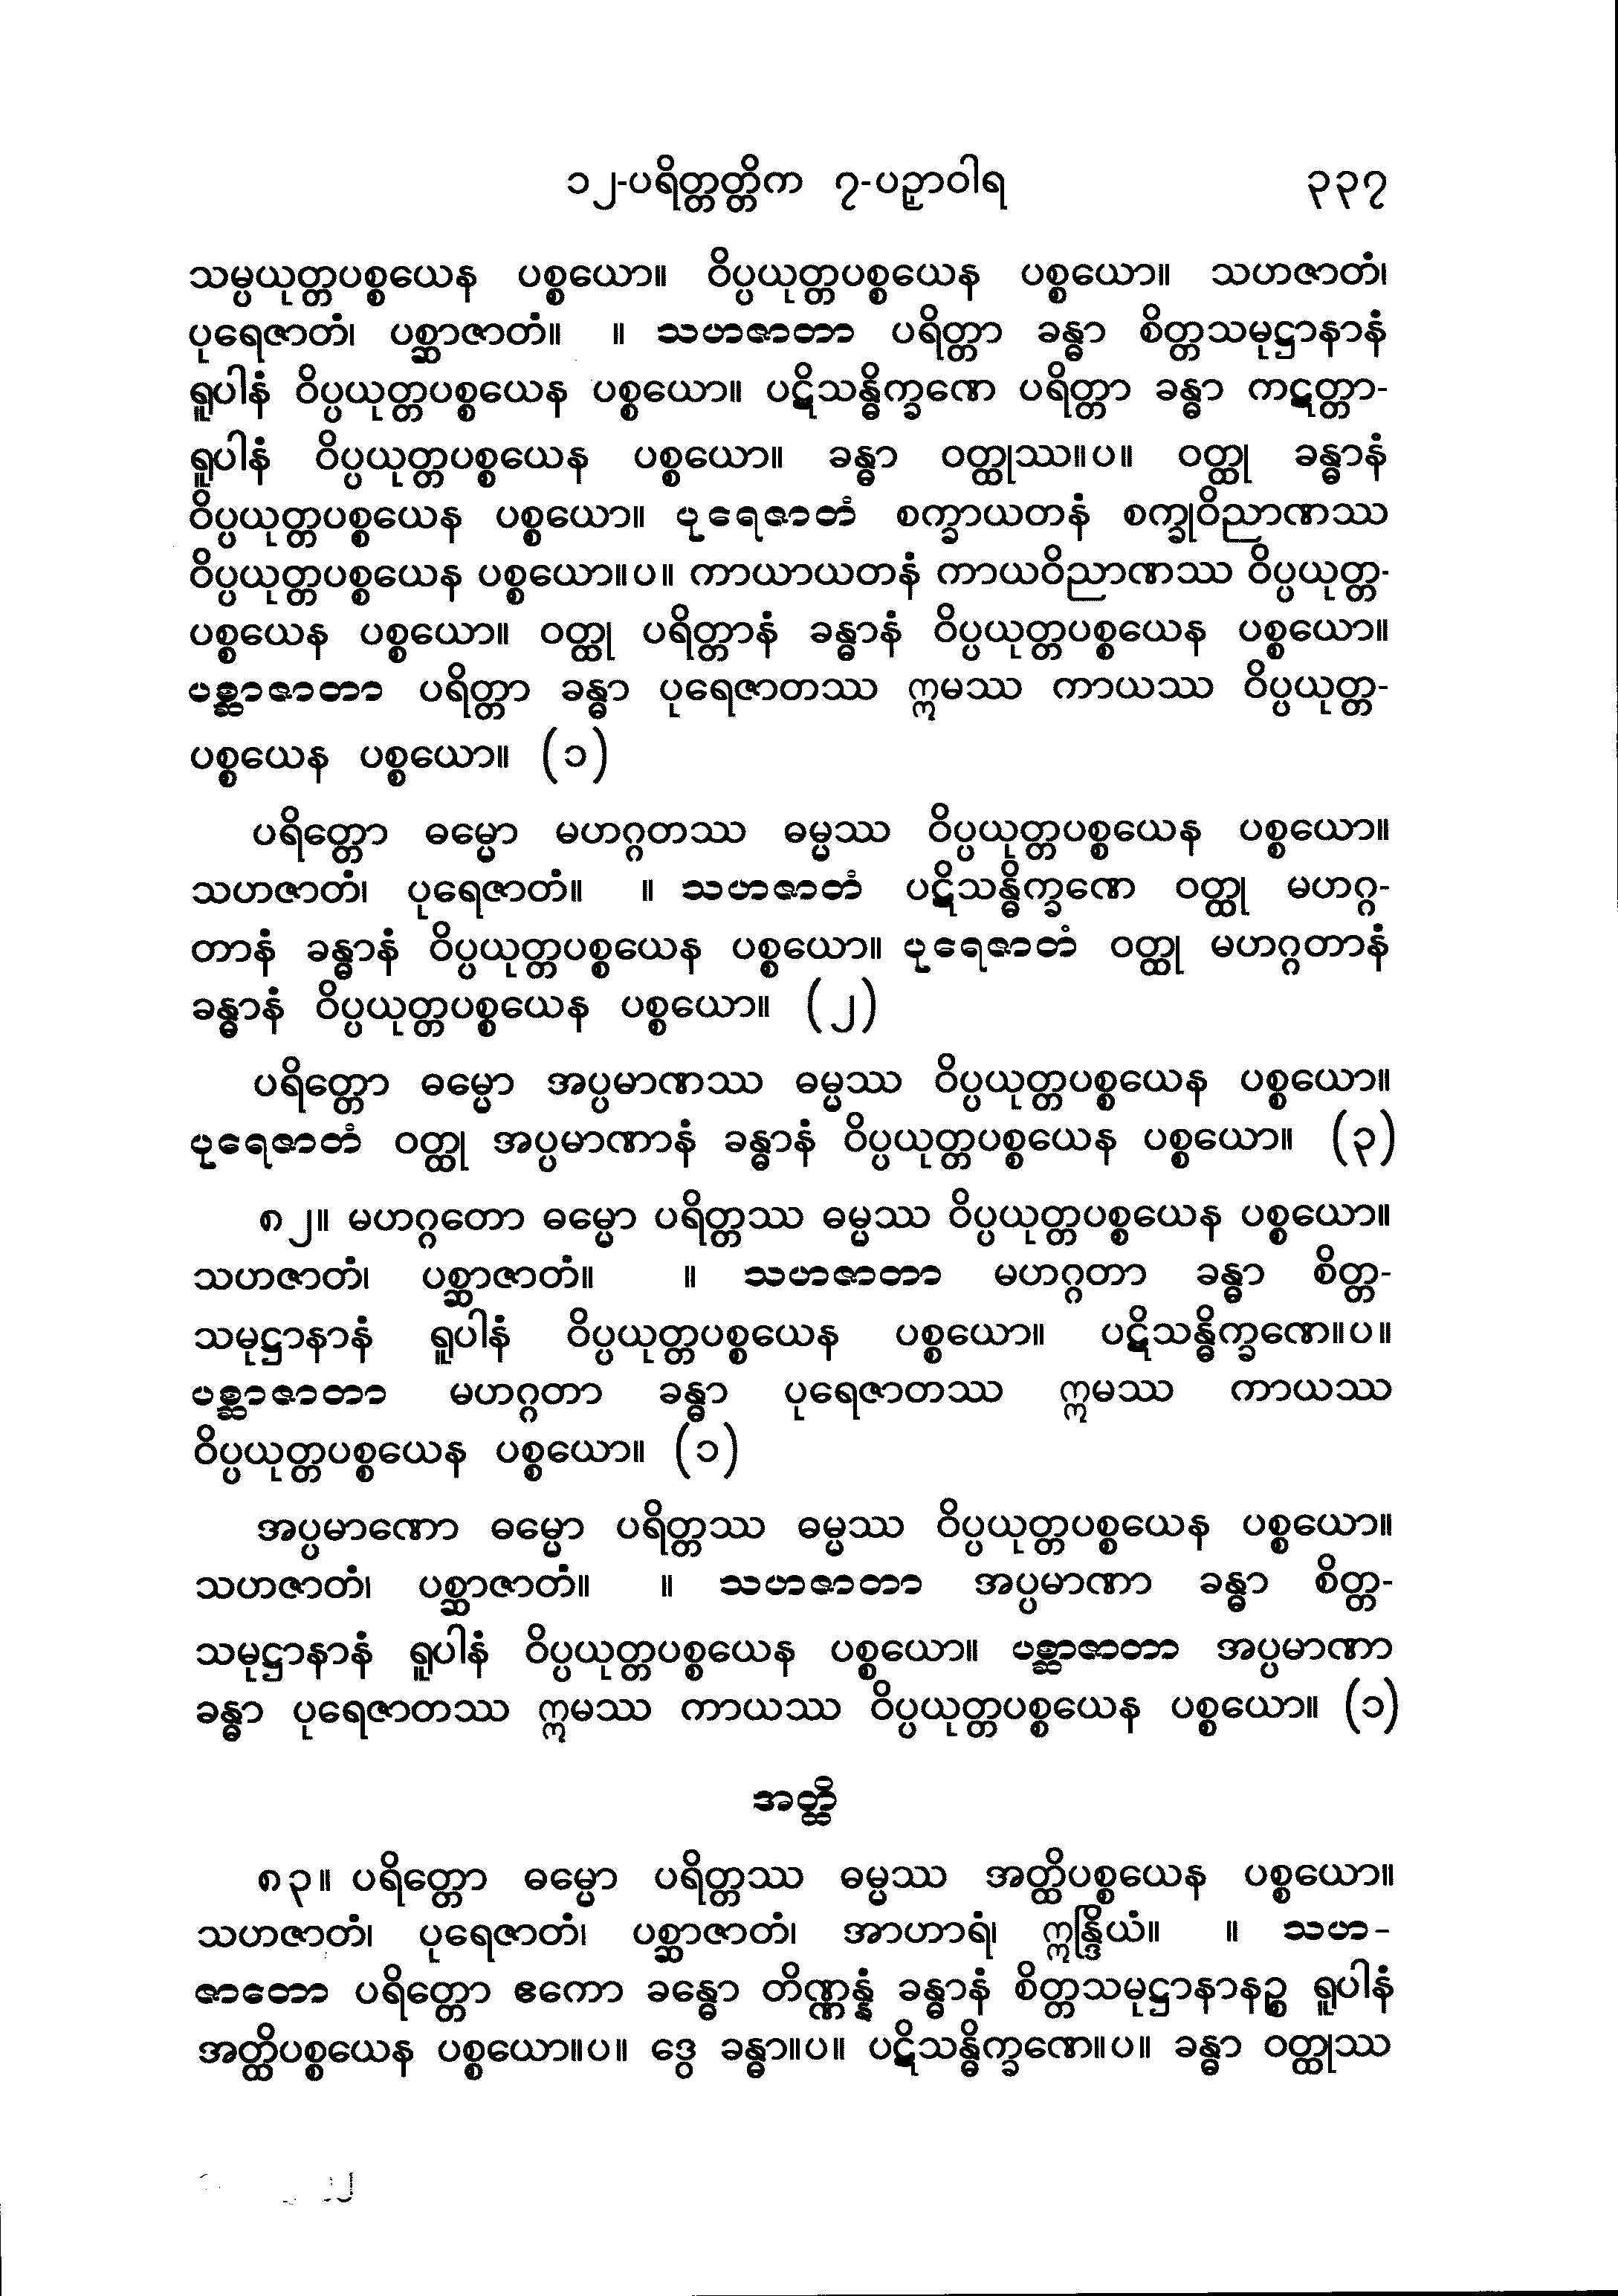 ၁၂-ပရိတ္တတ္တိက ၇-ပဉှာဝါရ ၃၃၇
သမ္ပယုတ္တပစ္စယေန ပစ္စယော။ ဝိပ္ပယုတ္တပစ္စယေန ပစ္စယော။ သဟဇာတံ၊
ပုရေဇာတံ၊ ပစ္ဆာဇာတံ။ ။ သဟဇာတာ ပရိတ္တာ ခန္ဓာ စိတ္တသမုဋ္ဌာနာနံ
ရူပါနံ ဝိပ္ပယုတ္တပစ္စယေန ပစ္စယော။ ပဋိသန္ဓိက္ခဏေ ပရိတ္တာ ခန္ဓာ ကဋတ္တာ-
ရူပါနံ ဝိပ္ပယုတ္တပစ္စယေန ပစ္စယော။ ခန္ဓာ ဝတ္ထုဿ။ပ။ ဝတ္ထု ခန္ဓာနံ
ဝိပ္ပယုတ္တပစ္စယေန ပစ္စယော။ ပုရေဇာတံ စက္ခာယတနံ စက္ခုဝိညာဏဿ
ဝိပ္ပယုတ္တပစ္စယေန ပစ္စယော။ပ။ ကာယာယတနံ ကာယဝိညာဏဿ ဝိပ္ပယုတ္တ-
ပစ္စယေန ပစ္စယော။ ဝတ္ထု ပရိတ္တာနံ ခန္ဓာနံ ဝိပ္ပယုတ္တပစ္စယေန ပစ္စယော။
ပစ္ဆာဇာတာ ပရိတ္တာ ခန္ဓာ ပုရေဇာတဿ ဣမဿ ကာယဿ ဝိပ္ပယုတ္တ-
ပစ္စယေန ပစ္စယော။ (၁)
ပရိတ္တော ဓမ္မော မဟဂ္ဂတဿ ဓမ္မဿ ဝိပ္ပယုတ္တပစ္စယေန ပစ္စယော။
သဟဇာတံ၊ ပုရေဇာတံ။ ။ သဟဇာတံ ပဋိသန္ဓိက္ခဏေ ဝတ္ထု မဟဂ္ဂ-
တာနံ ခန္ဓာနံ ဝိပ္ပယုတ္တပစ္စယေန ပစ္စယော။ ပုရေဇာတံ ဝတ္ထု မဟဂ္ဂတာနံ
ခန္ဓာနံ ဝိပ္ပယုတ္တပစ္စယေန ပစ္စယော။ (၂)
ပရိတ္တော ဓမ္မော အပ္ပမာဏဿ ဓမ္မဿ ဝိပ္ပယုတ္တပစ္စယေန ပစ္စယော။
ပုရေဇာတံ ဝတ္ထု အပ္ပမာဏာနံ ခန္ဓာနံ ဝိပ္ပယုတ္တပစ္စယေန ပစ္စယော။ (၃)
၈၂။ မဟဂ္ဂတော ဓမ္မော ပရိတ္တဿ ဓမ္မဿ ဝိပ္ပယုတ္တပစ္စယေန ပစ္စယော။
သဟဇာတံ၊ ပစ္ဆာဇာတံ။ ။ သဟဇာတာ မဟဂ္ဂတာ ခန္ဓာ စိတ္တ-
သမုဋ္ဌာနာနံ ရူပါနံ ဝိပ္ပယုတ္တပစ္စယေန ပစ္စယော။ ပဋိသန္ဓိက္ခဏေ။ပ။
ပစ္ဆာဇာတာ မဟဂ္ဂတာ ခန္ဓာ ပုရေဇာတဿ ဣမဿ ကာယဿ
ဝိပ္ပယုတ္တပစ္စယေန ပစ္စယော။ (၁)
အပ္ပမာဏော ဓမ္မော ပရိတ္တဿ ဓမ္မဿ ဝိပ္ပယုတ္တပစ္စယေန ပစ္စယော။
သဟဇာတံ၊ ပစ္ဆာဇာတံ။ ။ သဟဇာတာ အပ္ပမာဏာ ခန္ဓာ စိတ္တ-
သမုဋ္ဌာနာနံ ရူပါနံ ဝိပ္ပယုတ္တပစ္စယေန ပစ္စယော။ ပစ္ဆာဇာတာ အပ္ပမာဏာ
ခန္ဓာ ပုရေဇာတဿ ဣမဿ ကာယဿ ဝိပ္ပယုတ္တပစ္စယေန ပစ္စယော။ (၁)
အတ္ထိ
၈၃။ ပရိတ္တော ဓမ္မော ပရိတ္တဿ ဓမ္မဿ အတ္ထိပစ္စယေန ပစ္စယော။
သဟဇာတံ၊ ပုရေဇာတံ၊ ပစ္ဆာဇာတံ၊ အာဟာရံ၊ ဣန္ဒြိယံ။ ။ သဟ-
ဇာတော ပရိတ္တော ဧကော ခန္ဓော တိဏ္ဏန္နံ ခန္ဓာနံ စိတ္တသမုဋ္ဌာနာနဉ္စ ရူပါနံ
အတ္ထိပစ္စယေန ပစ္စယော။ပ။ ဒွေ ခန္ဓာ။ပ။ ပဋိသန္ဓိက္ခဏေ။ပ။ ခန္ဓာ ဝတ္ထုဿ